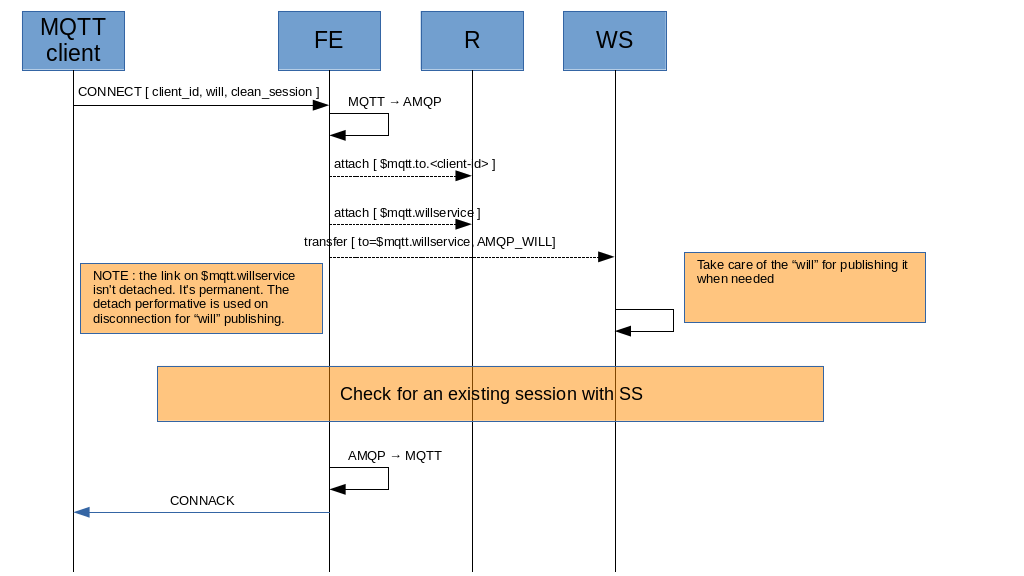 MQTT
client
FE
R
WS
CONNECT [ client_id, will, clean_session ]
MQTT → AMQP
attach [ $mqtt.to.<client-id> ]
attach [ $mqtt.willservice ]
transfer [ to=$mqtt.willservice, AMQP_WILL]
NOTE : the link on $mqtt.willservice
isn't detached. It's permanent. The
detach performative is used on
disconnection for “will” publishing.
Take care of the “will” for publishing it
when needed
Check for an existing session with SS
AMQP → MQTT
CONNACK